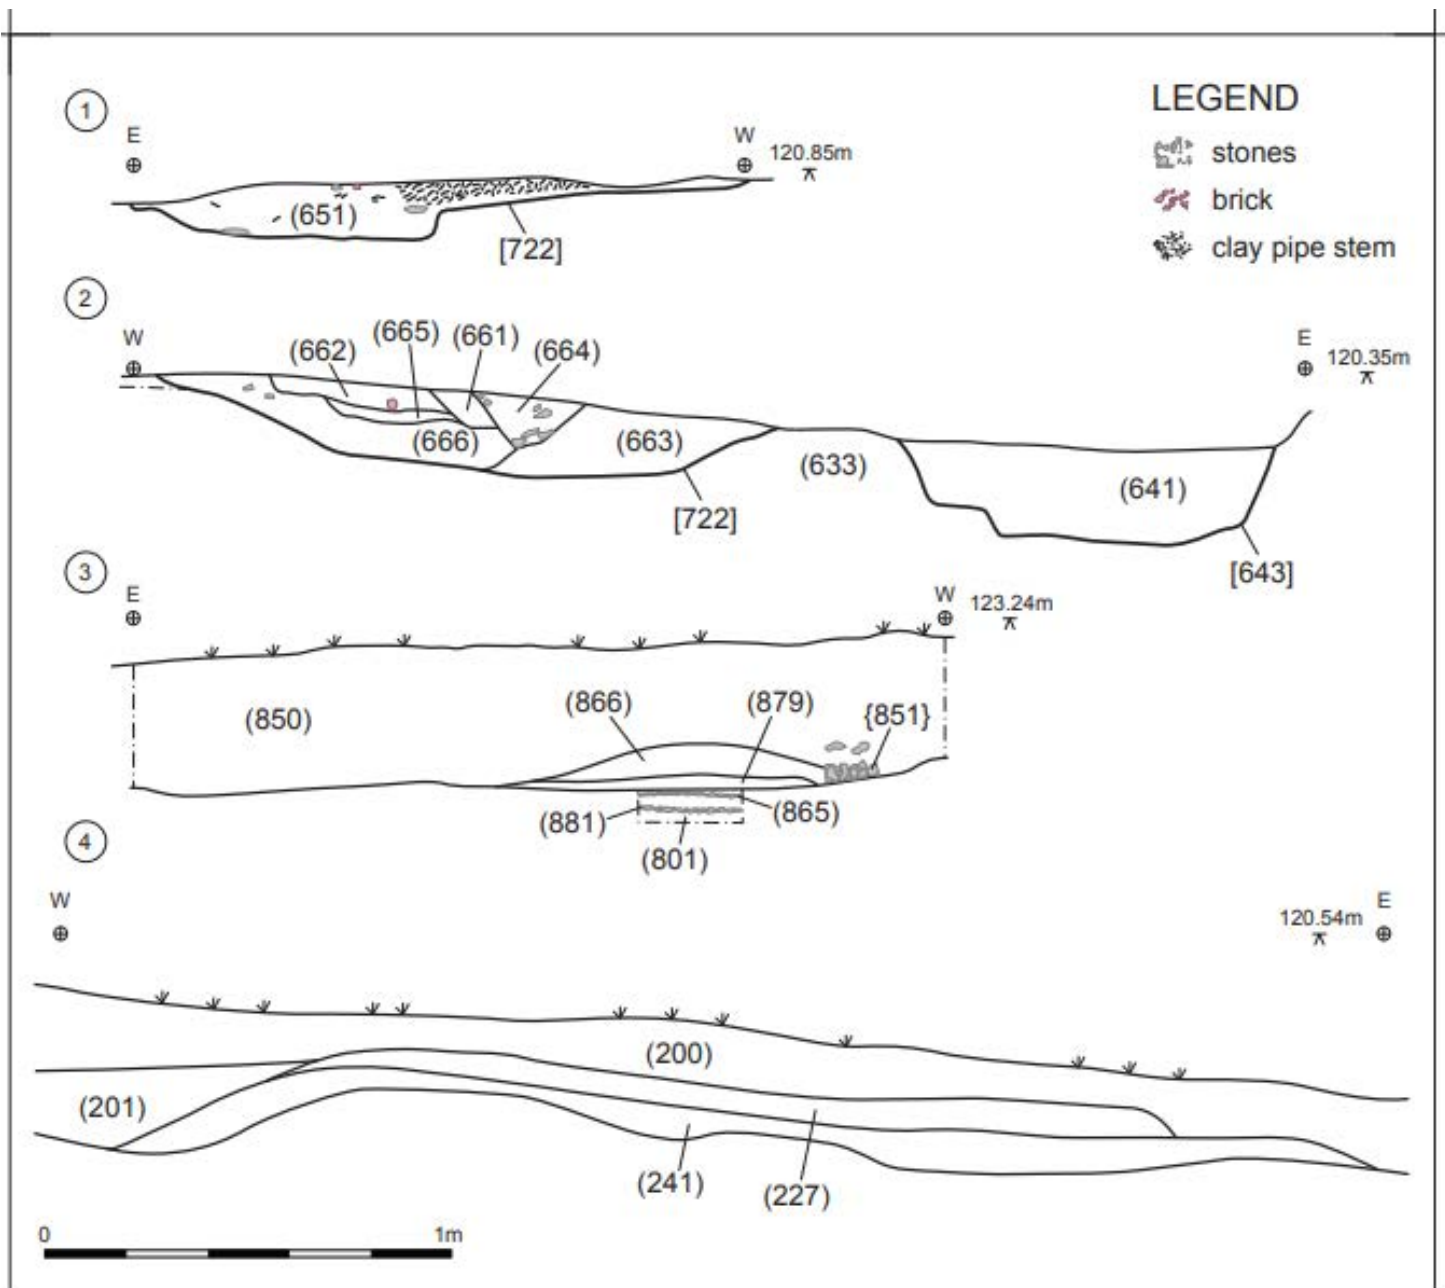 LEGEND
stones
brick
clay pipe stem
1
E
W
120.85m
(651)
[722]
2
W
E
120.35m
(662)
(665)
(661)
(664)
(666)
(663)
(633)
(641)
[722]
[643]
3
E
W
123.24m
(850)
(866)
(879)
{851}
(881)
(865)
(801)
4
W
E
120.54m
(200)
(201)
(241)
(227)
0
1m